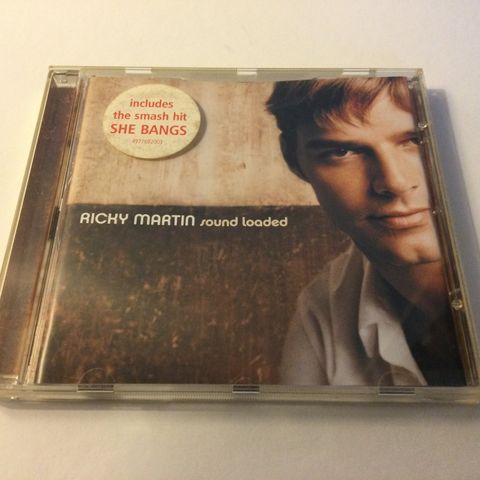 includes
the smash hit
SHE BANGS
RICKY MARTIN sound loaded